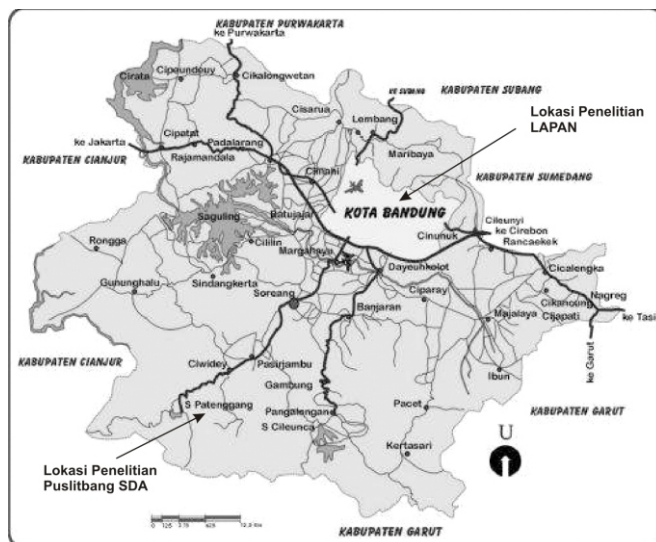 KABUPATEN PURWAKARTA
ke Purwakarta
Cirata
Cipeundeuy
Cikalongwetan
KE SUBANG
KABUPATEN SUBANG
Cisarua
Lembang
Lokasi Penelitian
LAPAN
ke Jakarta
Cipatat
Padalarang
Rajamandala
Maribaya
KABUPATEN CIANJUR
Cimahi
KABUPATEN SUMEDANG
Batujajar
KOTA BANDUNG
Saguling
Cileunyi
ke Cirebon
Cinunuk
Rancaekek
Rongga
Cililin
Margahayu
Dayeuhkolot
Cicalengka
Gununghalu
Sindangkerta
Soreang
Ciparay
Nagreg
Cikancung
Banjaran
Majalaya
Cijapati
ke Tasi
KABUPATEN CIANJUR
Ciwidey
Pasirjambu
Ibun
ke Garut
Gambung
S Patenggang
Pangalengan
Pacet
KABUPATEN GARUT
S Cileunca
U
Kertasari
Lokasi Penelitian
Puslitbang SDA
KABUPATEN GARUT